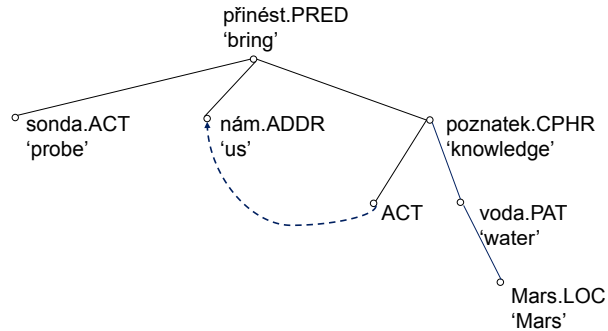 přinést.PRED
‘bring’
sonda.ACT
‘probe’
nám.ADDR
‘us’
poznatek.CPHR
‘knowledge’
ACT
voda.PAT
‘water’
Mars.LOC
‘Mars’